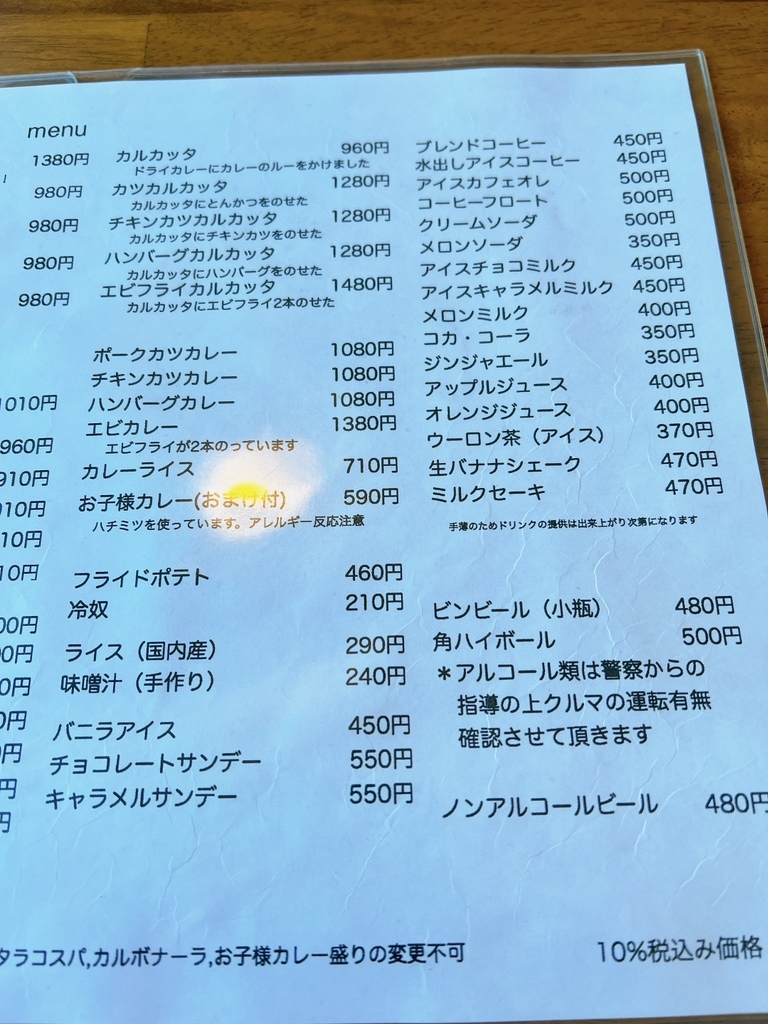 menu
1380円
!
980円
980円
980円
980円
1010円
960円
910円
910円
10円
10円
00円
0円
0円
0円
円
円
円
カルカッタ 960円
ドライカレーにカレーのルーをかけました
カツカルカッタ 1280円
カルカッタにとんかつをのせた
チキンカツカルカッタ 1280円
カルカッタにチキンカツをのせた
ハンバーグカルカッタ 1280円
カルカッタにハンバーグをのせた
エビフライカルカッタ 1480円
カルカッタにエビフライ2本のせた
ポークカツカレー 1080円
チキンカツカレー 1080円
ハンバーグカレー 1080円
エビカレー 1380円
エビフライが2本のっています
カレーライス 710円
お子様カレー(おまけ付) 590円
ハチミツを使っています。アレルギー反応注意
フライドポテト 460円
冷奴 210円
ライス（国内産） 290円
味噌汁（手作り） 240円
バニラアイス 450円
チョコレートサンデー 550円
キャラメルサンデー 550円
ブレンドコーヒー 450円
水出しアイスコーヒー 450円
アイスカフェオレ 500円
コーヒーフロート 500円
クリームソーダ 500円
メロンソーダ 350円
アイスチョコミルク 450円
アイスキャラメルミルク 450円
メロンミルク 400円
コカ・コーラ 350円
ジンジャエール 350円
アップルジュース 400円
オレンジジュース 400円
ウーロン茶（アイス） 370円
生バナナシェーク 470円
ミルクセーキ 470円
手薄のためドリンクの提供は出来上がり次第になります
ビンビール（小瓶） 480円
角ハイボール 500円
＊アルコール類は警察からの
指導の上クルマの運転有無
確認させて頂きます
ノンアルコールビール 480円
タラコスパ,カルボナーラ,お子様カレー盛りの変更不可
10%税込み価格